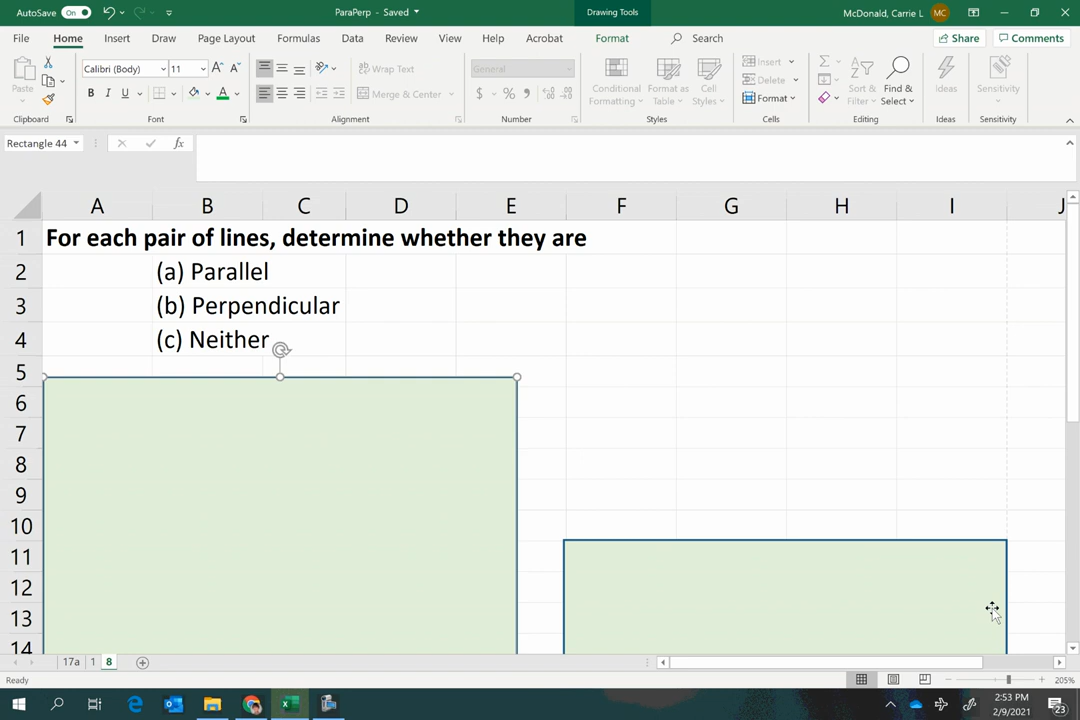 AutoSave On ParaPerp - Saved Drawing Tools McDonald, Carrie L MC
File Home Insert Draw Page Layout Formulas Data Review View Help Acrobat Format Search Share Comments
Calibri (Body) 11 A A Wrap Text General Insert
Paste B I U A Merge & Center $ % 9 Conditional Formatting Format as Table Cell Styles Delete Format Sort & Filter Find & Select Ideas Sensitivity
Clipboard Font Alignment Number Styles Cells Editing Ideas Sensitivity
Rectangle 44 fx
A B C D E F G H I J
1 For each pair of lines, determine whether they are
2 (a) Parallel
3 (b) Perpendicular
4 (c) Neither
5
6
7
8
9
10
11
12
13
14
17a 1 8
Ready 205%
2:53 PM
2/9/2021 23